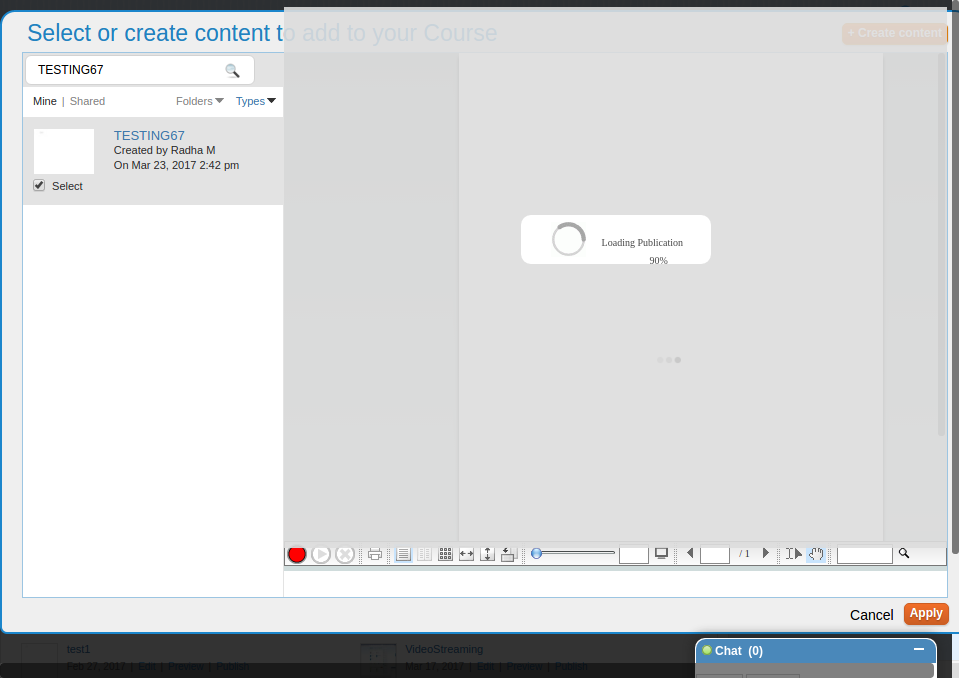 Select or create content to add to your Course
+ Create content
TESTING67
Mine | Shared
Folders Types
TESTING67
Created by Radha M
On Mar 23, 2017 2:42 pm
Select
Loading Publication
90%
/ 1
Cancel Apply
test1
Feb 27, 2017 | Edit | Preview | Publish
VideoStreaming
Mar 17, 2017 | Edit | Preview | Publish
Chat (0)